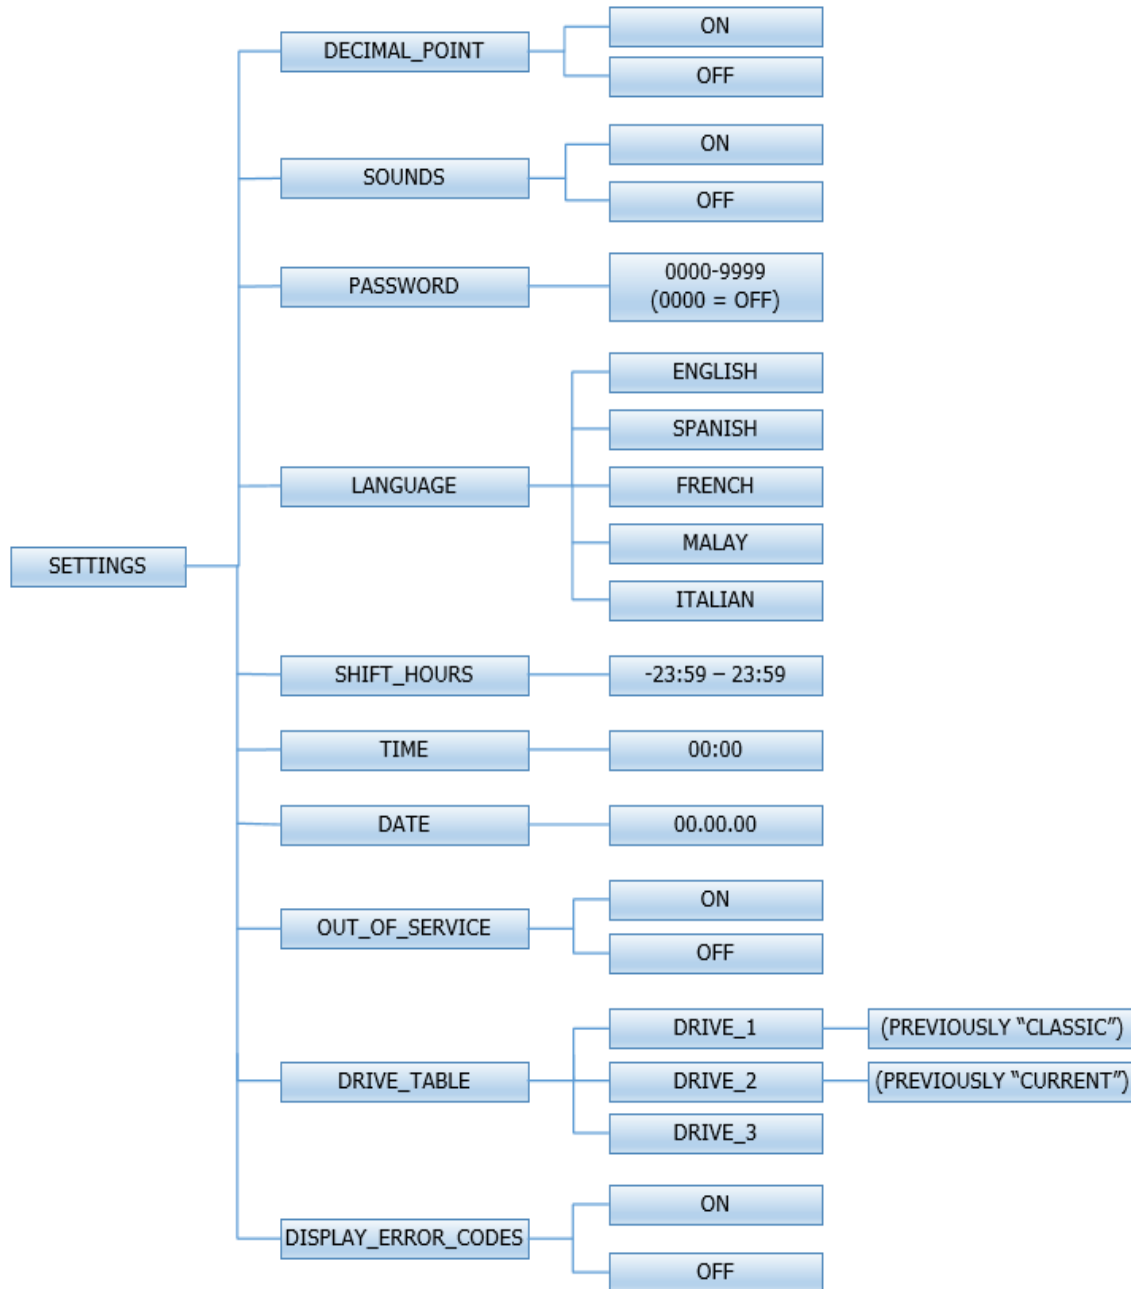 DECIMAL_POINT
ON
OFF
SOUNDS
ON
OFF
PASSWORD
0000-9999
(0000 = OFF)
LANGUAGE
ENGLISH
SPANISH
FRENCH
MALAY
ITALIAN
SETTINGS
SHIFT_HOURS
-23:59 – 23:59
TIME
00:00
DATE
00.00.00
OUT_OF_SERVICE
ON
OFF
DRIVE_TABLE
DRIVE_1
(PREVIOUSLY “CLASSIC”)
DRIVE_2
(PREVIOUSLY “CURRENT”)
DRIVE_3
DISPLAY_ERROR_CODES
ON
OFF